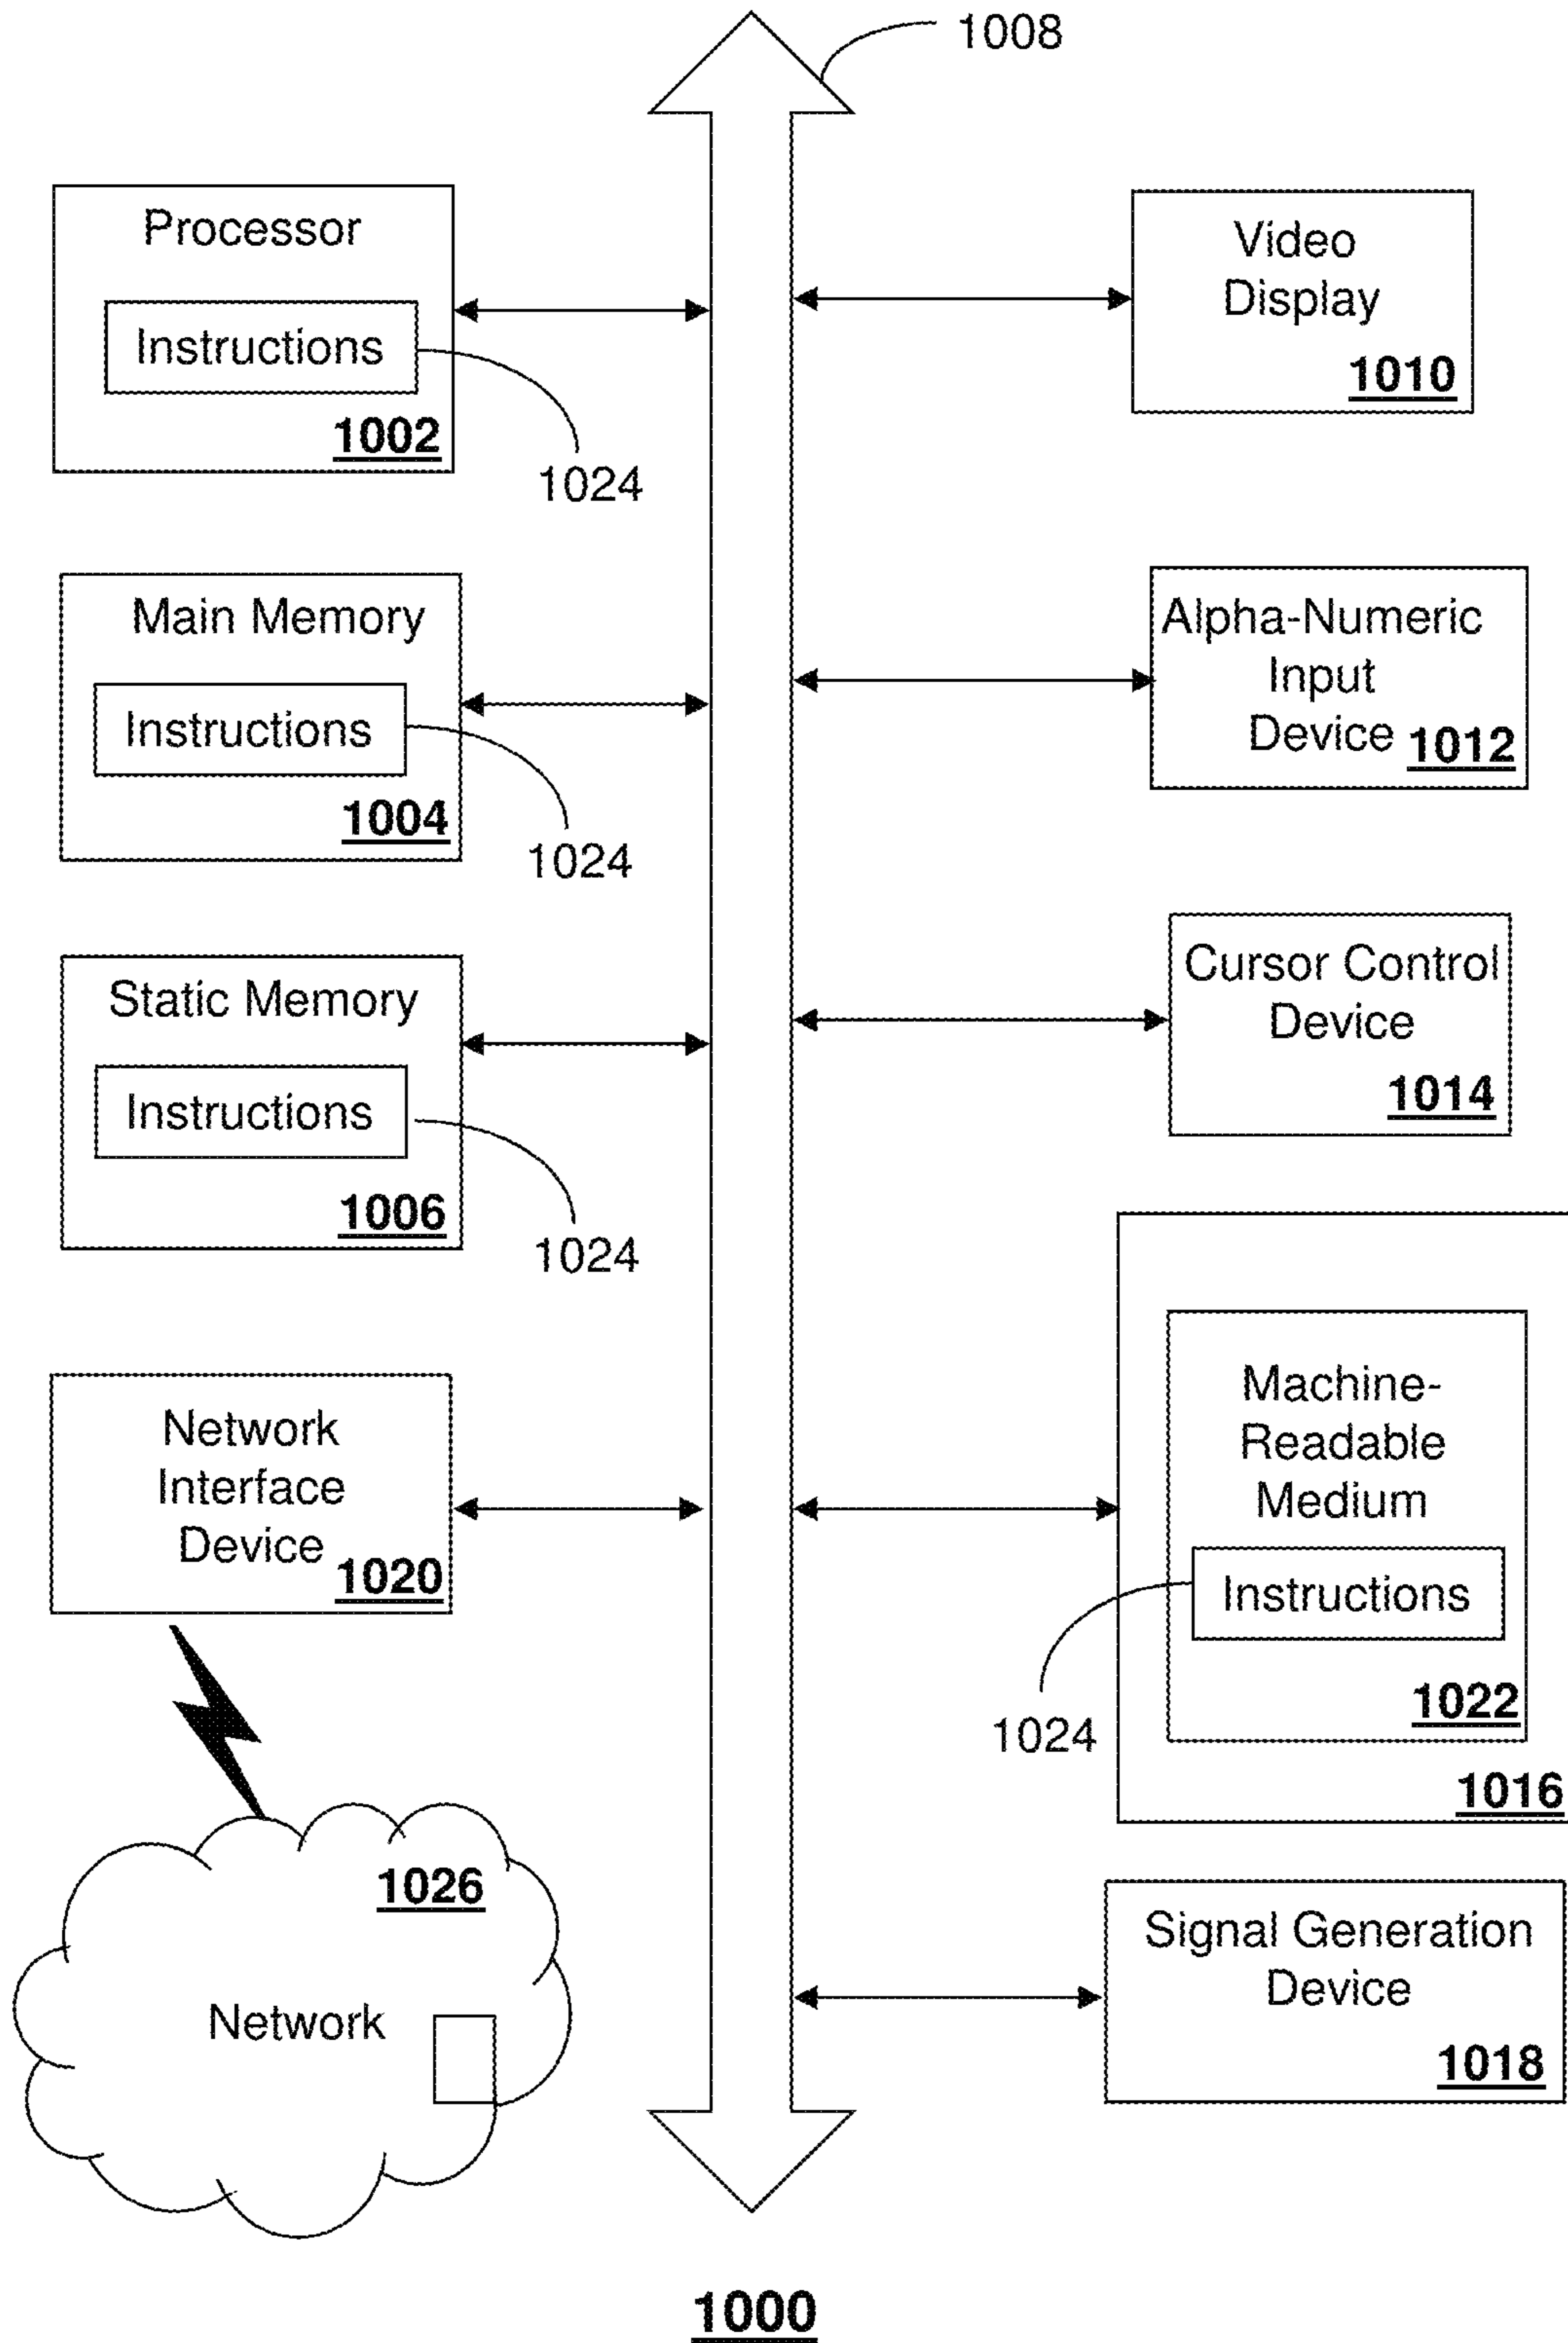 1008
Processor
Instructions
1002
1024
Main Memory
Instructions
1004
1024
Static Memory
Instructions
1006
1024
Network
Interface
Device
1020
1026
Network
Video
Display
1010
Alpha-Numeric
Input
Device 1012
Cursor Control
Device
1014
Machine-
Readable
Medium
Instructions
1022
1024
1016
Signal Generation
Device
1018
1000